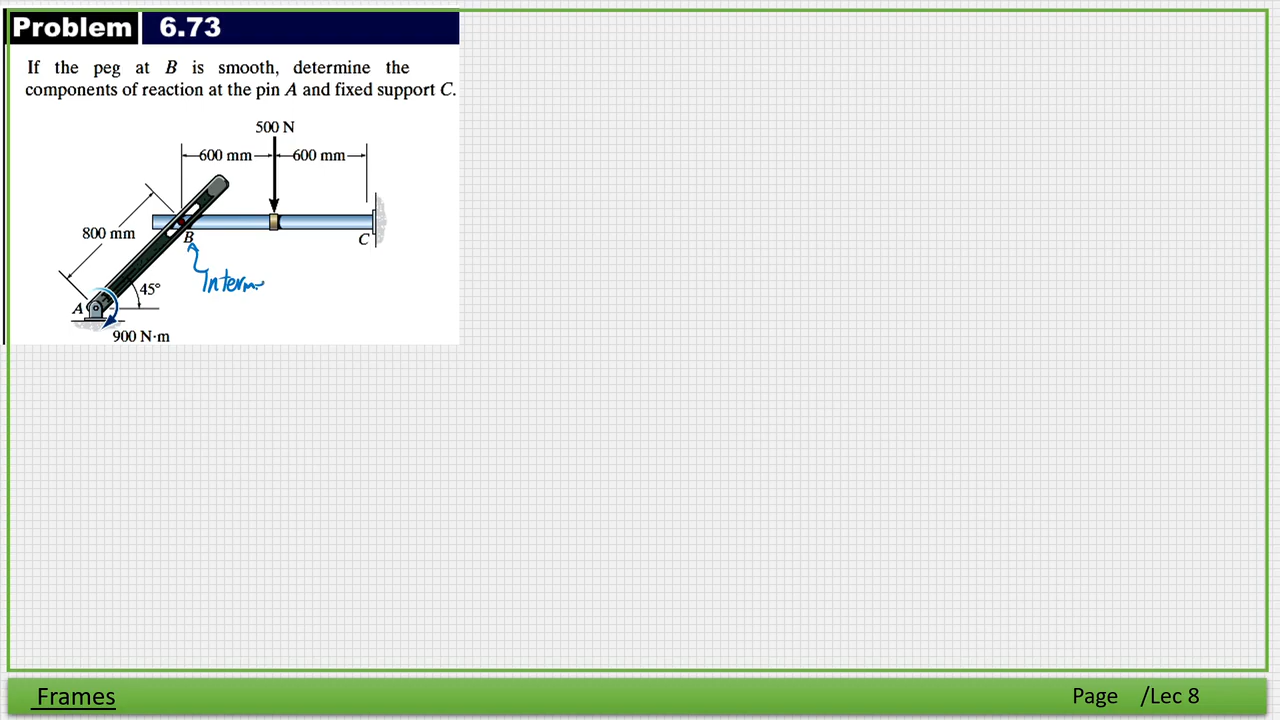 Problem 6.73
If the peg at B is smooth, determine the
components of reaction at the pin A and fixed support C.
500 N
600 mm 600 mm
800 mm
B
C
Interm
45°
A
900 N·m
Frames
Page /Lec 8